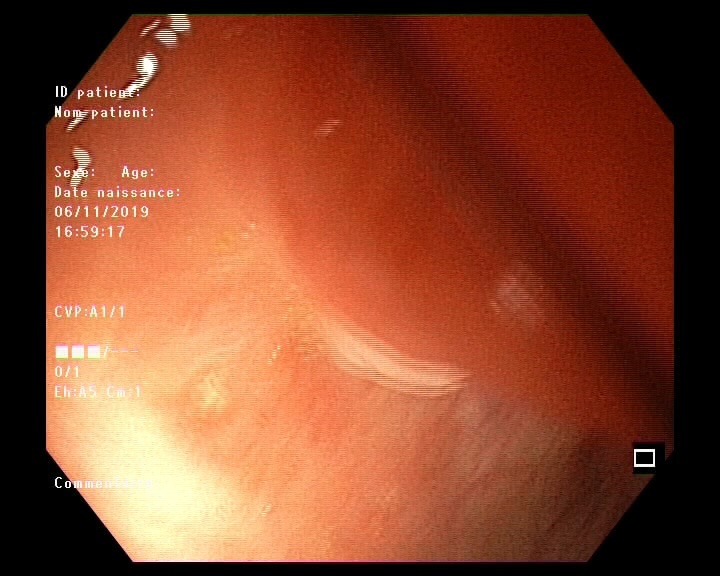 ID patient:
Nom patient:
Sexe: Age:
Date naissance:
06/11/2019
16:59:17
CVP:A1/1
/---
0/1
Eh:A5 Cm:1